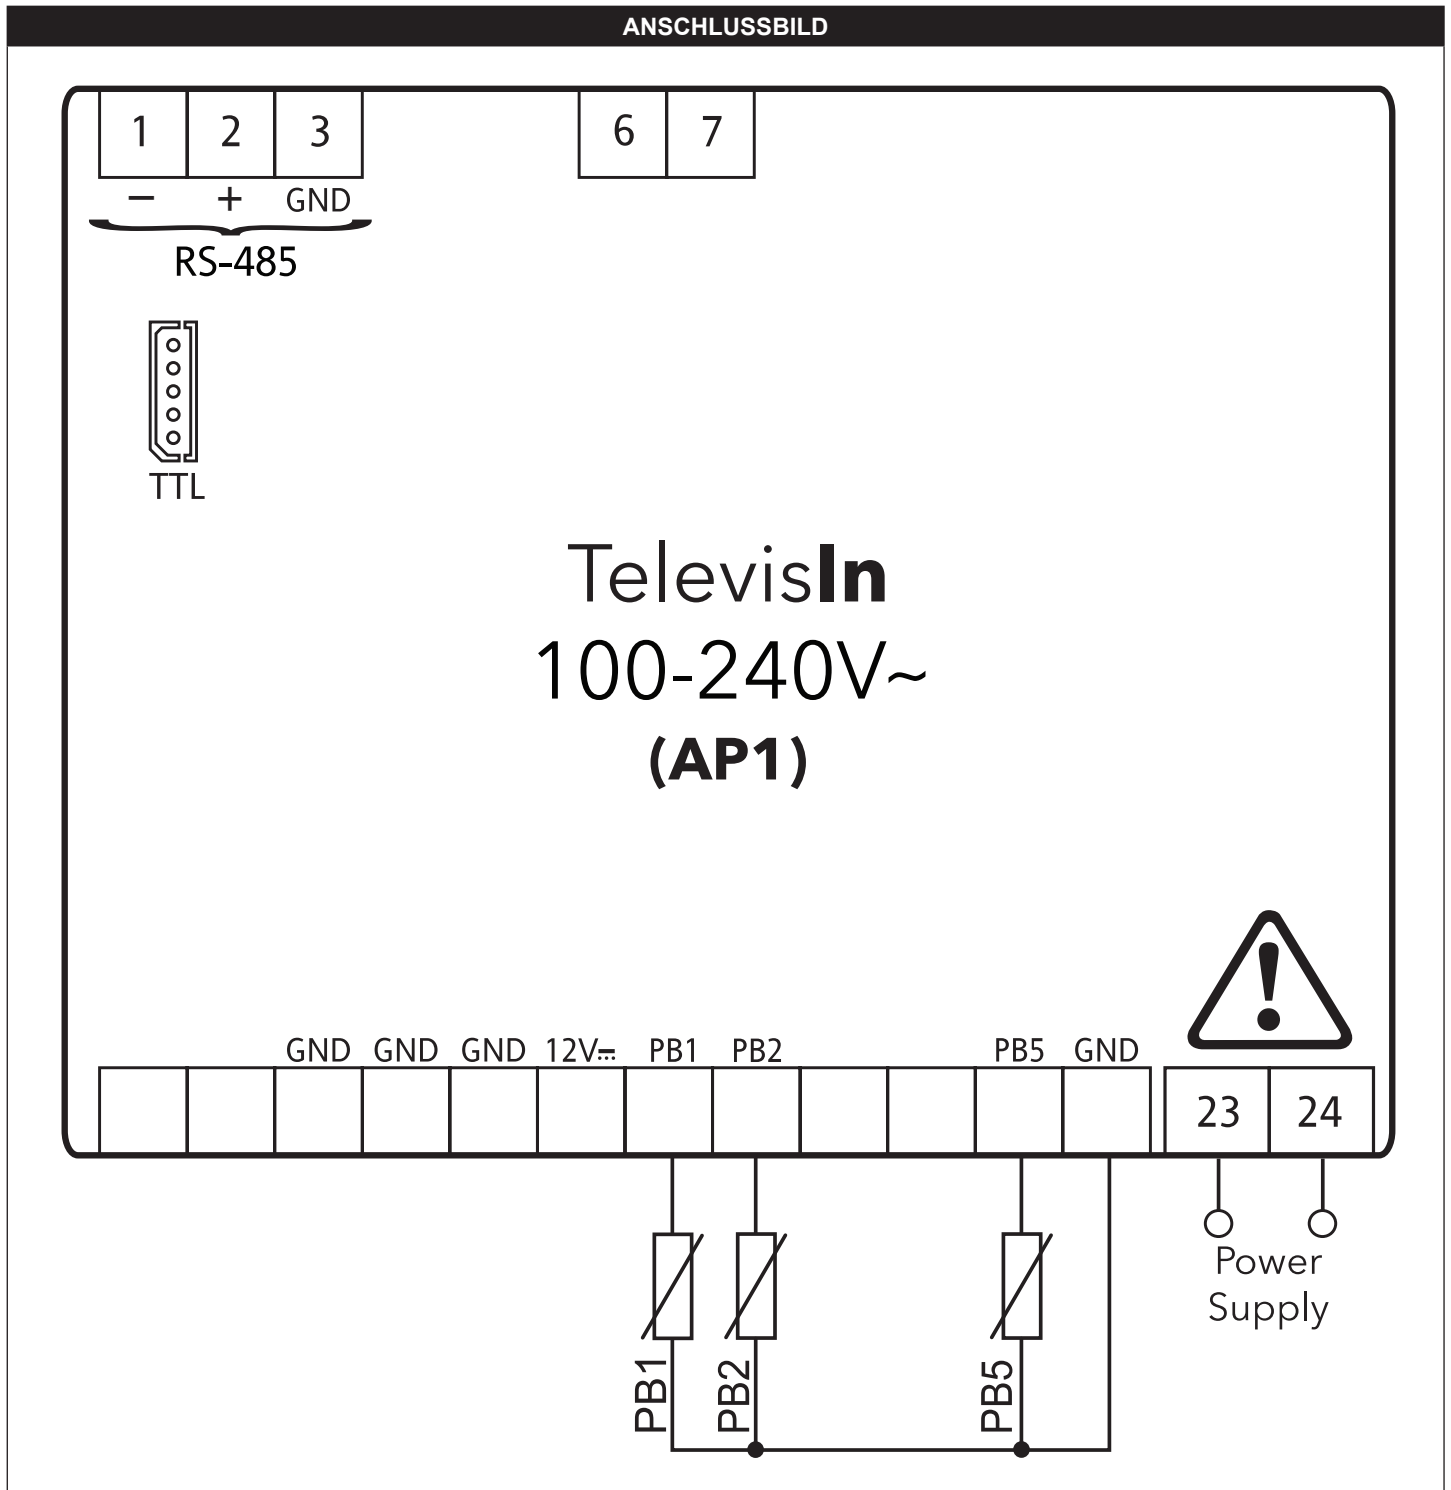 ANSCHLUSSBILD
1 2 3 6 7
− + GND
RS-485
TTL
TelevisIn
100-240V~
(AP1)
GND GND GND 12V⎓ PB1 PB2 PB5 GND
23 24
Power
Supply
PB1 PB2 PB5